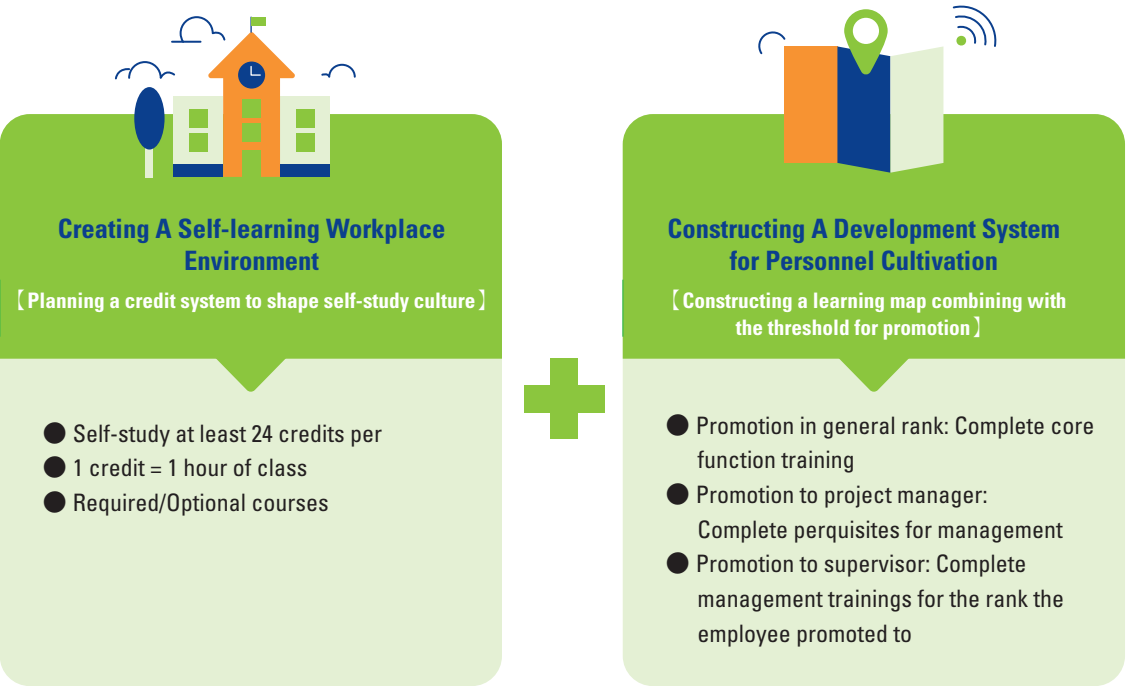 Creating A Self-learning Workplace
Environment
【Planning a credit system to shape self-study culture】
● Self-study at least 24 credits per
● 1 credit = 1 hour of class
● Required/Optional courses
Constructing A Development System
for Personnel Cultivation
【Constructing a learning map combining with
the threshold for promotion】
● Promotion in general rank: Complete core
function training
● Promotion to project manager:
Complete perquisites for management
● Promotion to supervisor: Complete
management trainings for the rank the
employee promoted to